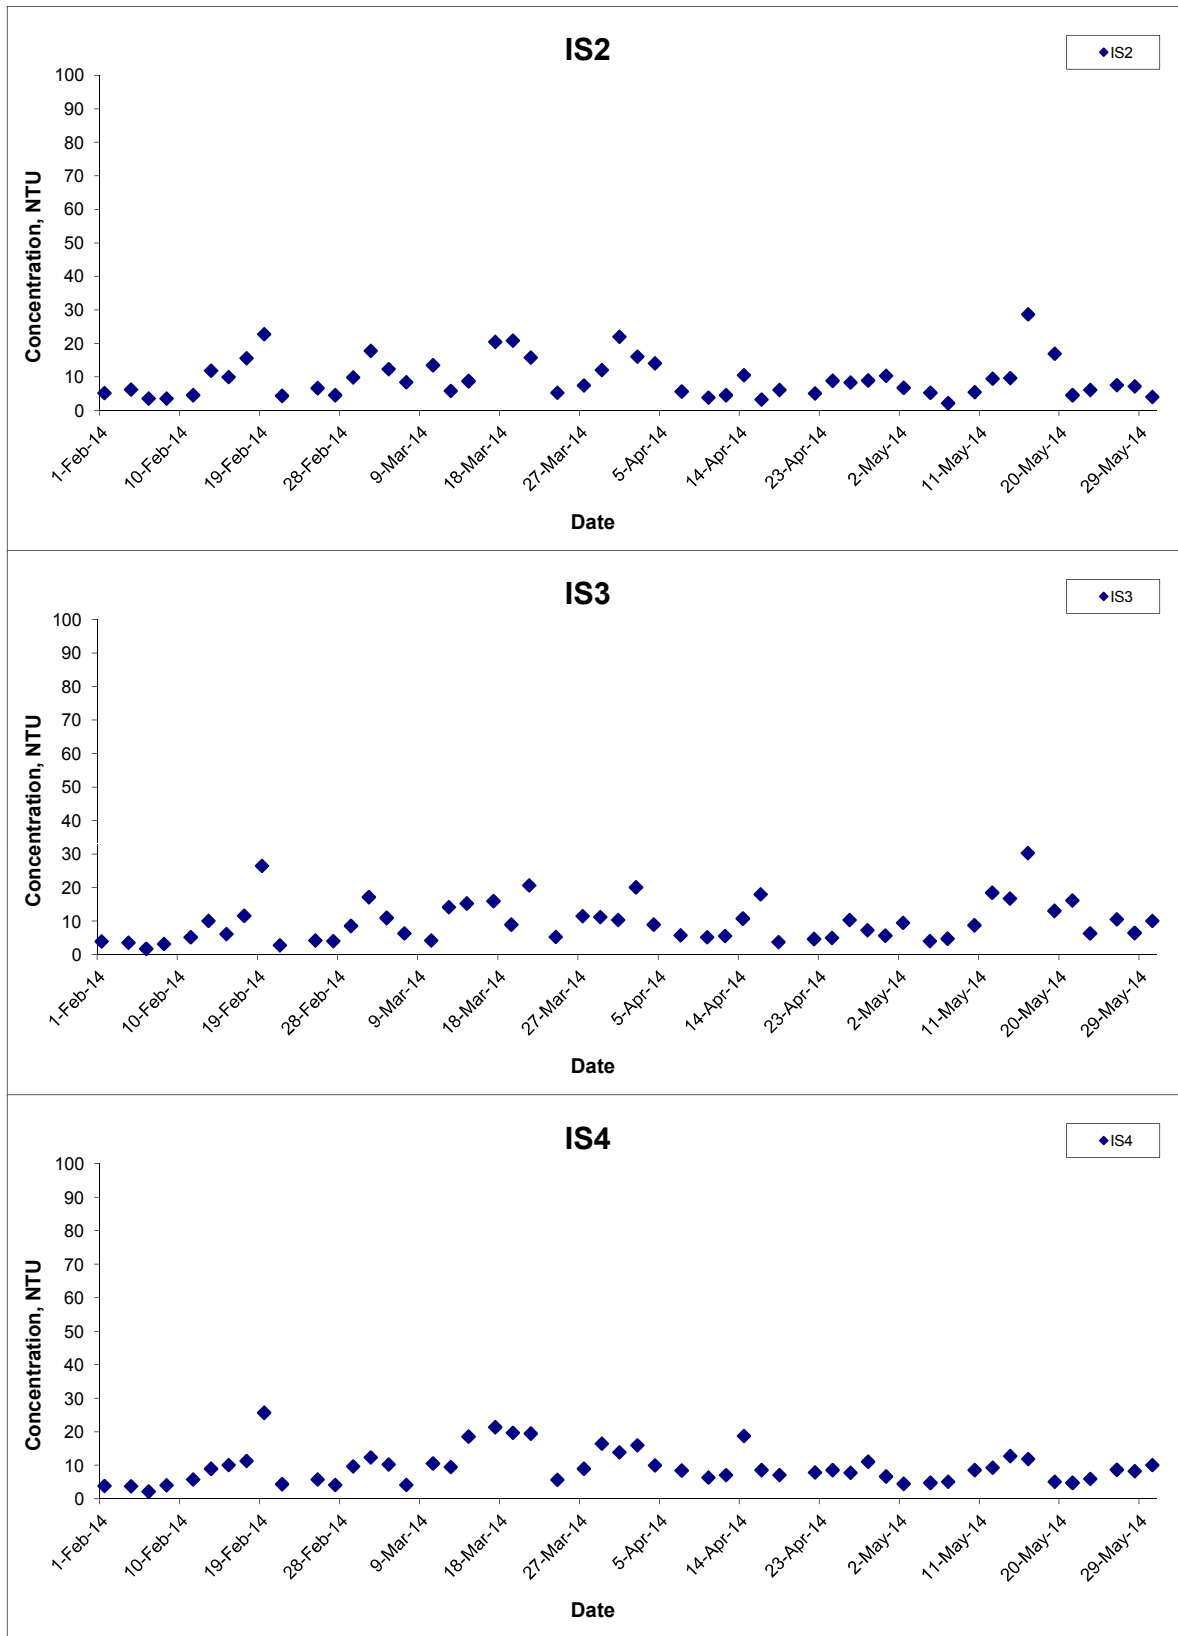 IS2
IS2
100
90
80
70
60
50
40
30
20
10
0
Concentration, NTU
1-Feb-14
10-Feb-14
19-Feb-14
28-Feb-14
9-Mar-14
18-Mar-14
27-Mar-14
5-Apr-14
14-Apr-14
23-Apr-14
2-May-14
11-May-14
20-May-14
29-May-14
Date
IS3
IS3
100
90
80
70
60
50
40
30
20
10
0
Concentration, NTU
1-Feb-14
10-Feb-14
19-Feb-14
28-Feb-14
9-Mar-14
18-Mar-14
27-Mar-14
5-Apr-14
14-Apr-14
23-Apr-14
2-May-14
11-May-14
20-May-14
29-May-14
Date
IS4
IS4
100
90
80
70
60
50
40
30
20
10
0
Concentration, NTU
1-Feb-14
10-Feb-14
19-Feb-14
28-Feb-14
9-Mar-14
18-Mar-14
27-Mar-14
5-Apr-14
14-Apr-14
23-Apr-14
2-May-14
11-May-14
20-May-14
29-May-14
Date